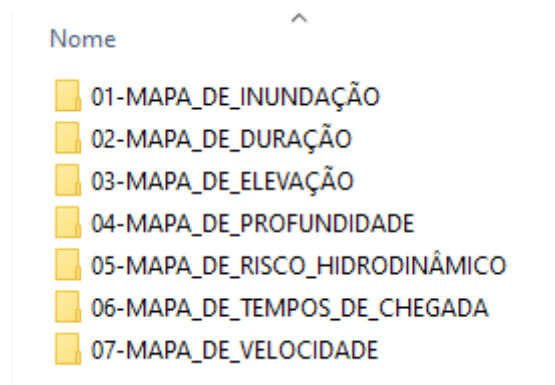 Nome
01-MAPA_DE_INUNDAÇÃO
02-MAPA_DE_DURAÇÃO
03-MAPA_DE_ELEVAÇÃO
04-MAPA_DE_PROFUNDIDADE
05-MAPA_DE_RISCO_HIDRODINÂMICO
06-MAPA_DE_TEMPOS_DE_CHEGADA
07-MAPA_DE_VELOCIDADE